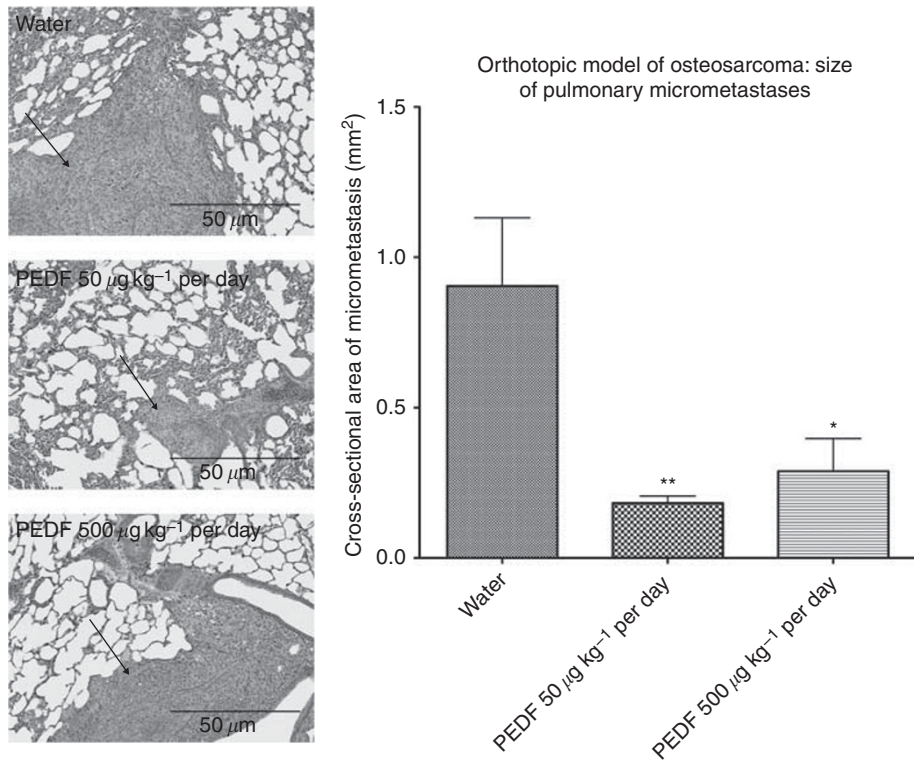 Water
50 μm
PEDF 50 μg kg⁻¹ per day
50 μm
PEDF 500 μg kg⁻¹ per day
50 μm
Orthotopic model of osteosarcoma: size
of pulmonary micrometastases
Cross-sectional area of micrometastasis (mm²)
1.5
1.0
0.5
0.0
**
*
Water
PEDF 50 μg kg⁻¹ per day
PEDF 500 μg kg⁻¹ per day